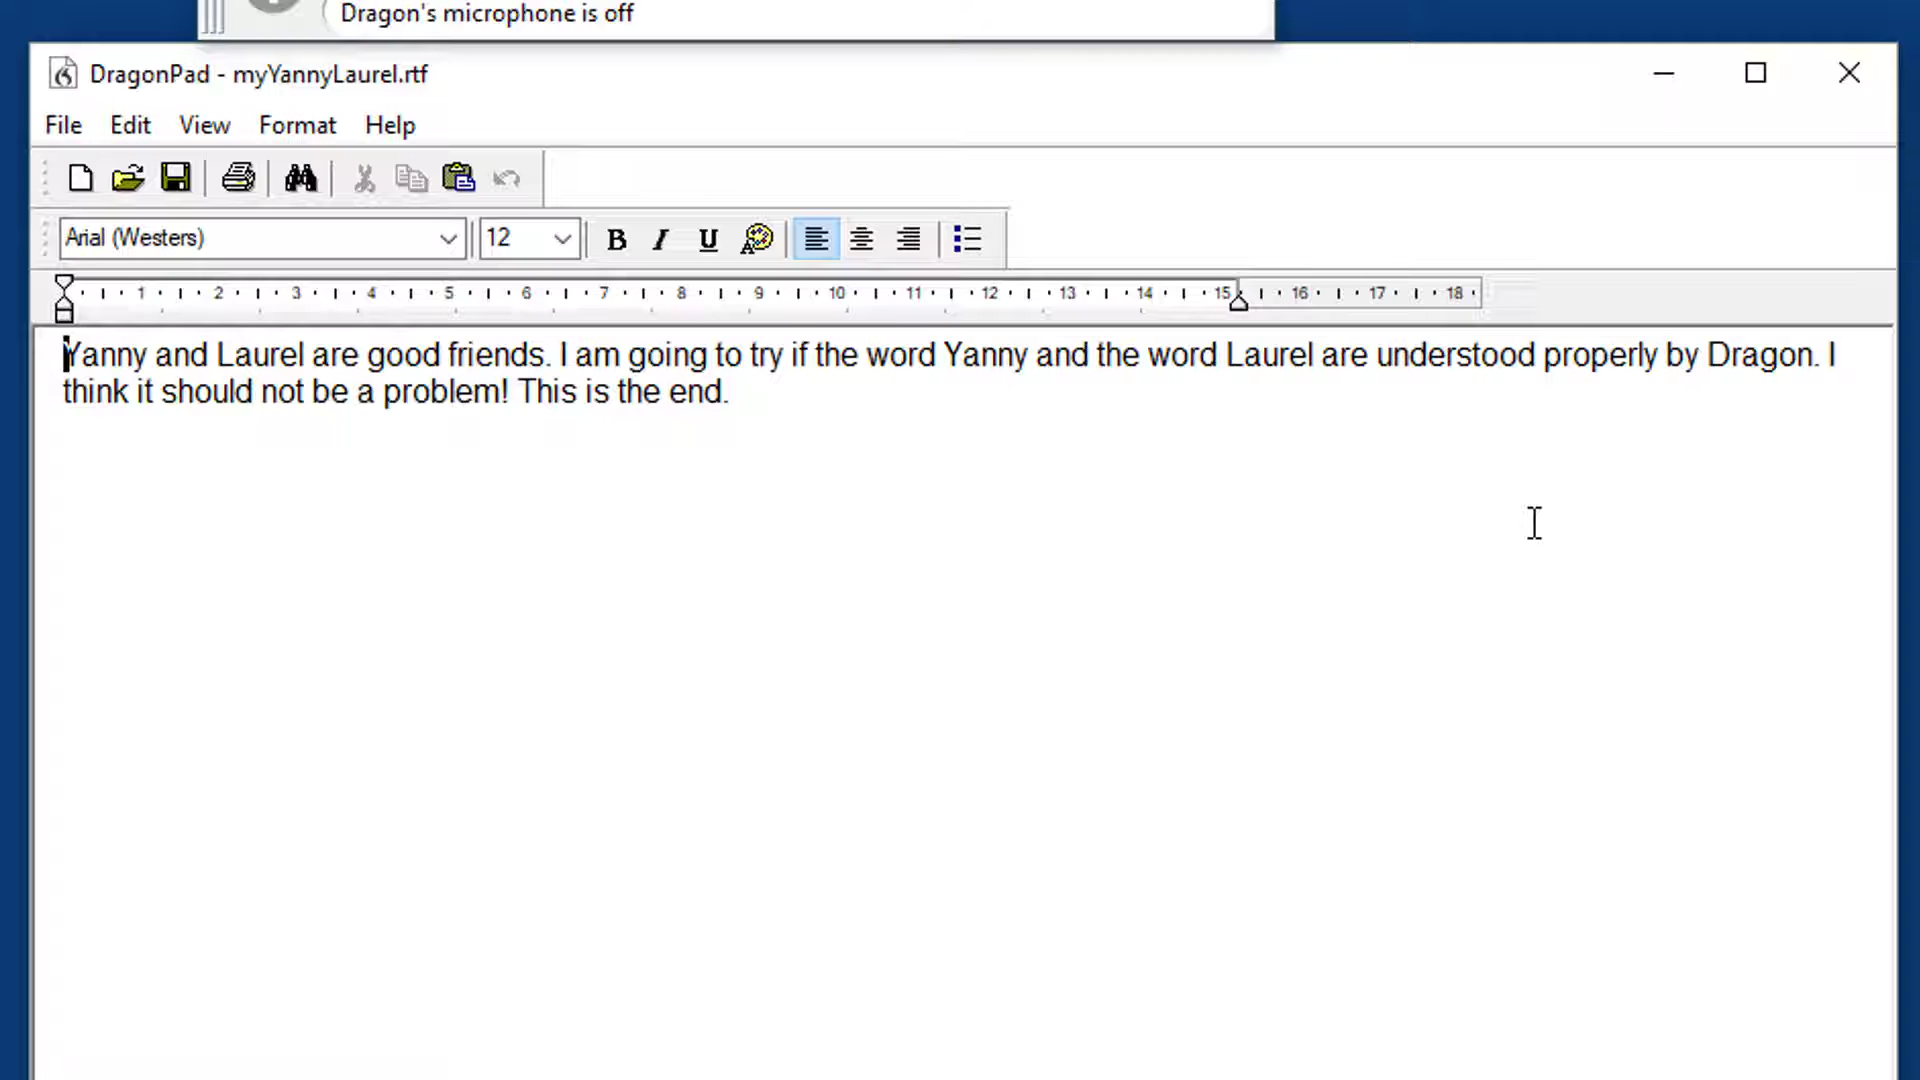 Dragon's microphone is off
DragonPad - myYannyLaurel.rtf
File Edit View Format Help
Arial (Westers) 12 B I U
1 2 3 4 5 6 7 8 9 10 11 12 13 14 15 16 17 18
Yanny and Laurel are good friends. I am going to try if the word Yanny and the word Laurel are understood properly by Dragon. I
think it should not be a problem! This is the end.